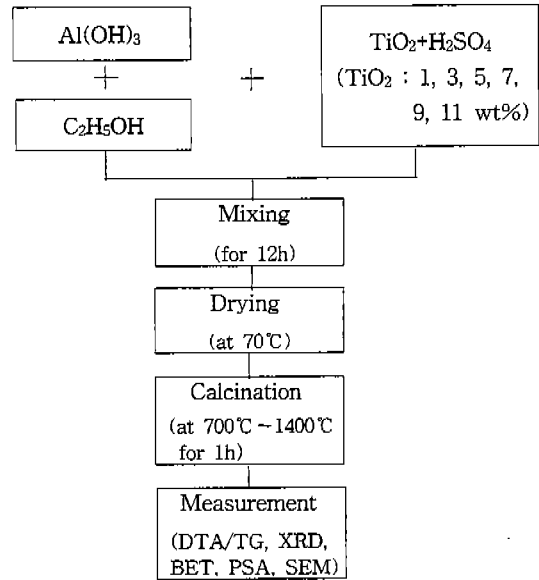 Al(OH)3
+
C2H5OH
+
TiO2+H2SO4
(TiO2 : 1, 3, 5, 7,
9, 11 wt%)
Mixing
(for 12h)
Drying
(at 70℃)
Calcination
(at 700℃~1400℃
for 1h)
Measurement
(DTA/TG, XRD,
BET, PSA, SEM)